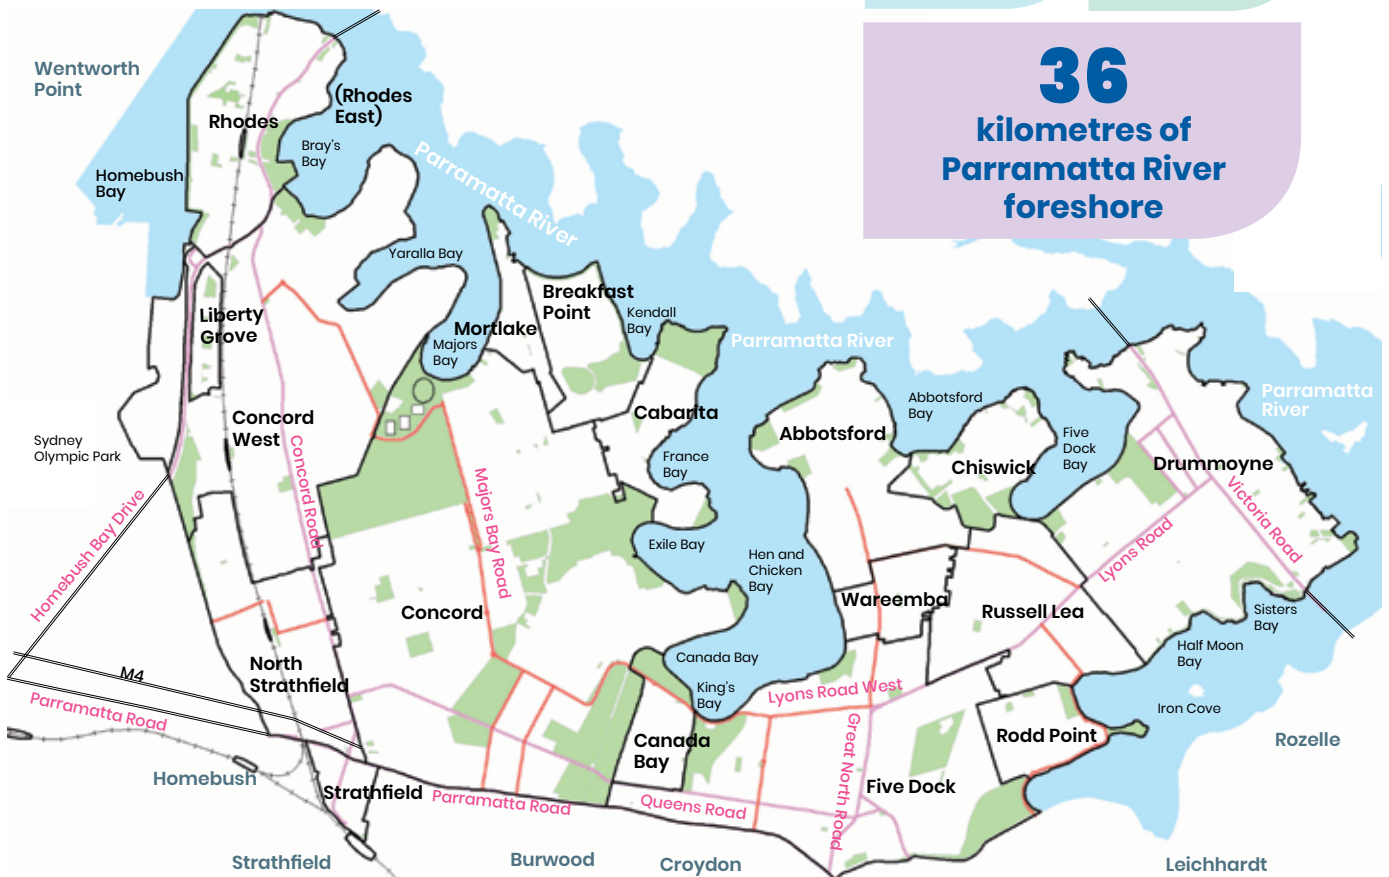 36
kilometres of
Parramatta River
foreshore
Wentworth
Point
(Rhodes
East)
Rhodes
Bray's
Bay
Parramatta River
Homebush
Bay
Yaralla Bay
Breakfast
Point
Kendall
Bay
Liberty
Grove
Mortlake
Majors
Bay
Parramatta River
Parramatta
River
Cabarita
Abbotsford
Bay
Concord
West
Abbotsford
Five
Dock
Bay
Sydney
Olympic Park
France
Bay
Chiswick
Drummoyne
Concord Road
Majors Bay Road
Victoria Road
Homebush Bay Drive
Exile Bay
Hen and
Chicken
Bay
Lyons Road
Concord
Wareemba
Russell Lea
Sisters
Bay
North
Strathfield
Canada Bay
Half Moon
Bay
M4
King's
Bay
Lyons Road West
Parramatta Road
Iron Cove
Canada
Bay
Great North Road
Rodd Point
Rozelle
Homebush
Strathfield
Parramatta Road
Queens Road
Five Dock
Strathfield
Burwood
Croydon
Leichhardt